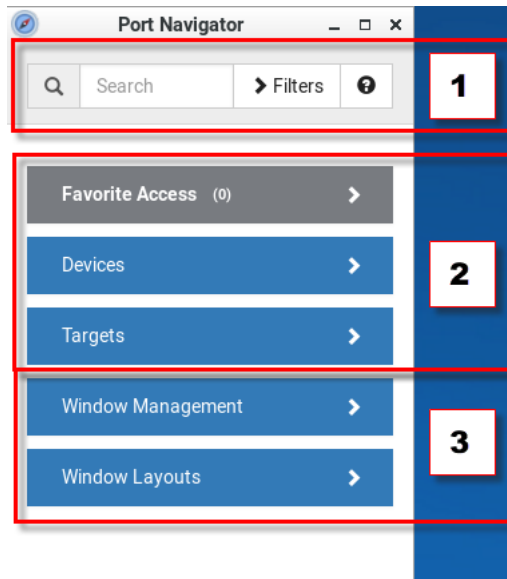 Port Navigator
Search
Filters
1
Favorite Access (0)
Devices
2
Targets
Window Management
3
Window Layouts